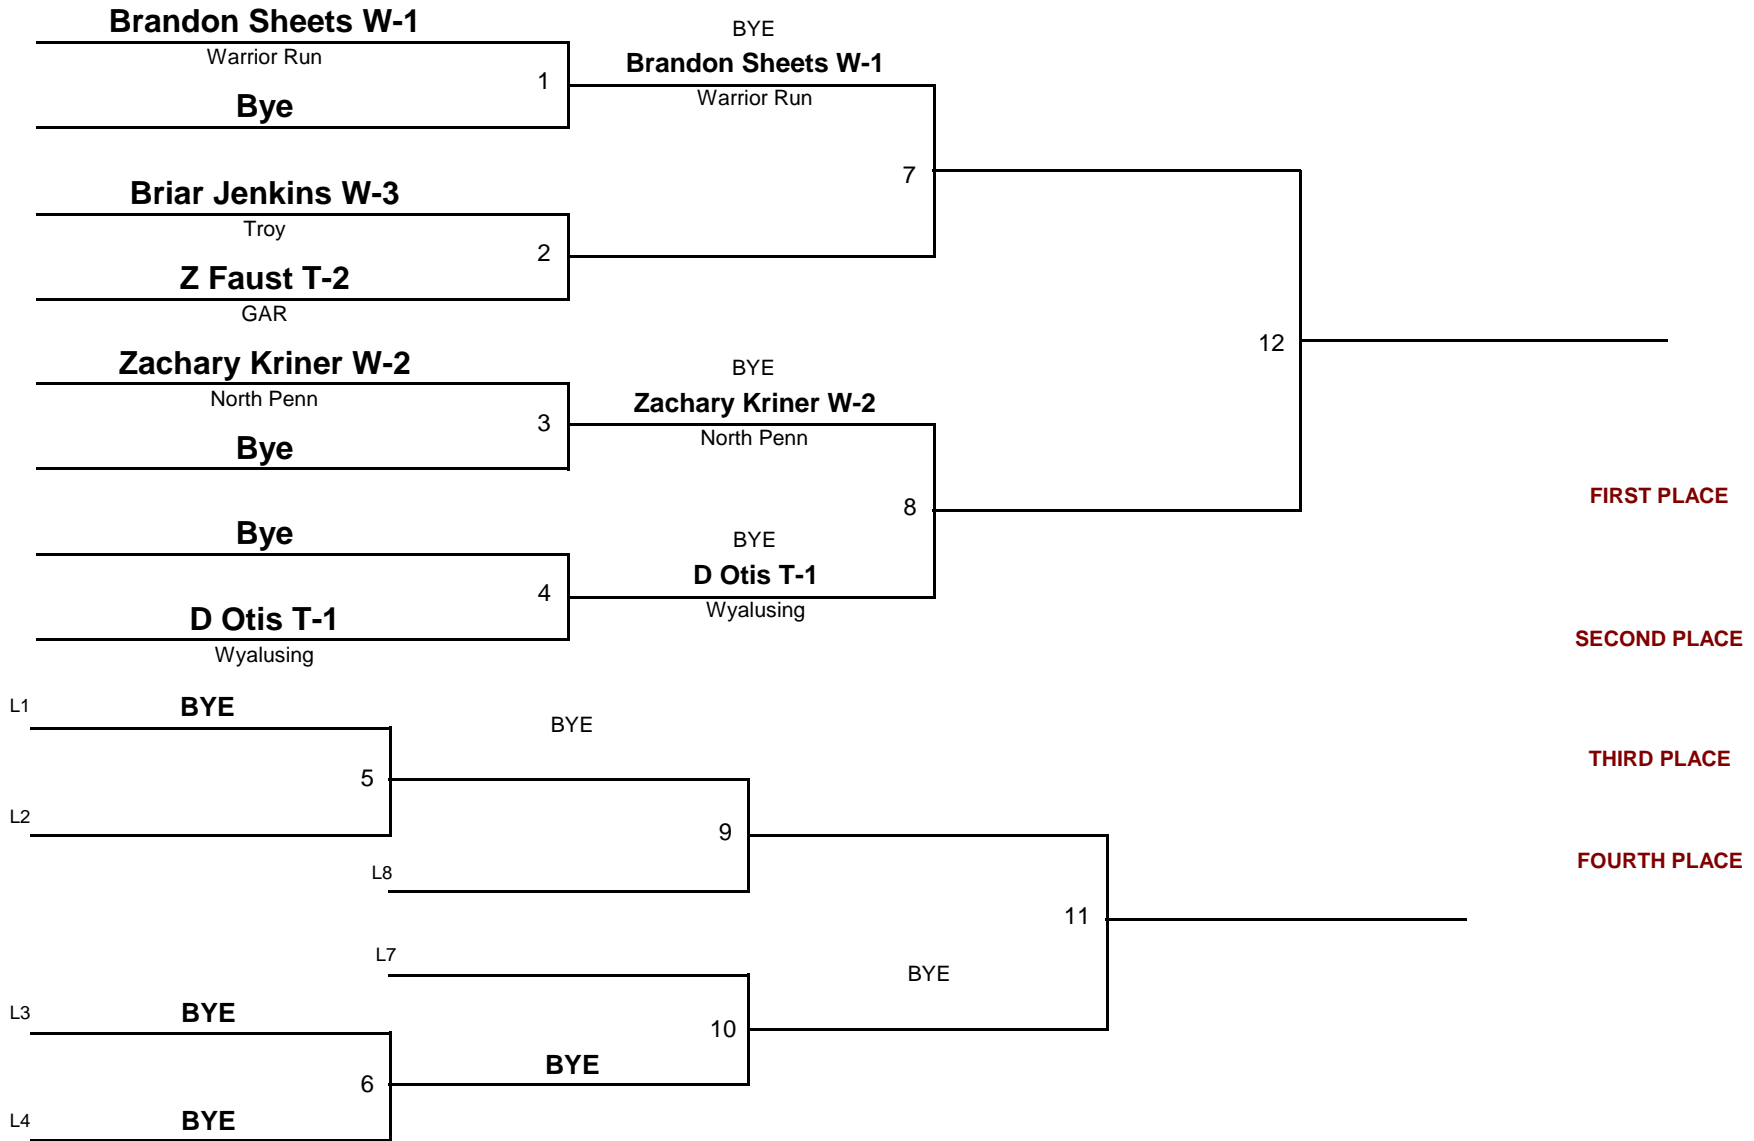 Brandon Sheets W-1
Warrior Run
1
Bye
BYE
Brandon Sheets W-1
Warrior Run
7
Briar Jenkins W-3
Troy
2
Z Faust T-2
GAR
12
Zachary Kriner W-2
North Penn
3
Bye
BYE
Zachary Kriner W-2
North Penn
8
Bye
4
D Otis T-1
Wyalusing
BYE
D Otis T-1
Wyalusing
FIRST PLACE
SECOND PLACE
THIRD PLACE
FOURTH PLACE
L1 BYE
5
L2
BYE
9
L8
11
L7
BYE
10
L3 BYE
6
BYE
L4 BYE